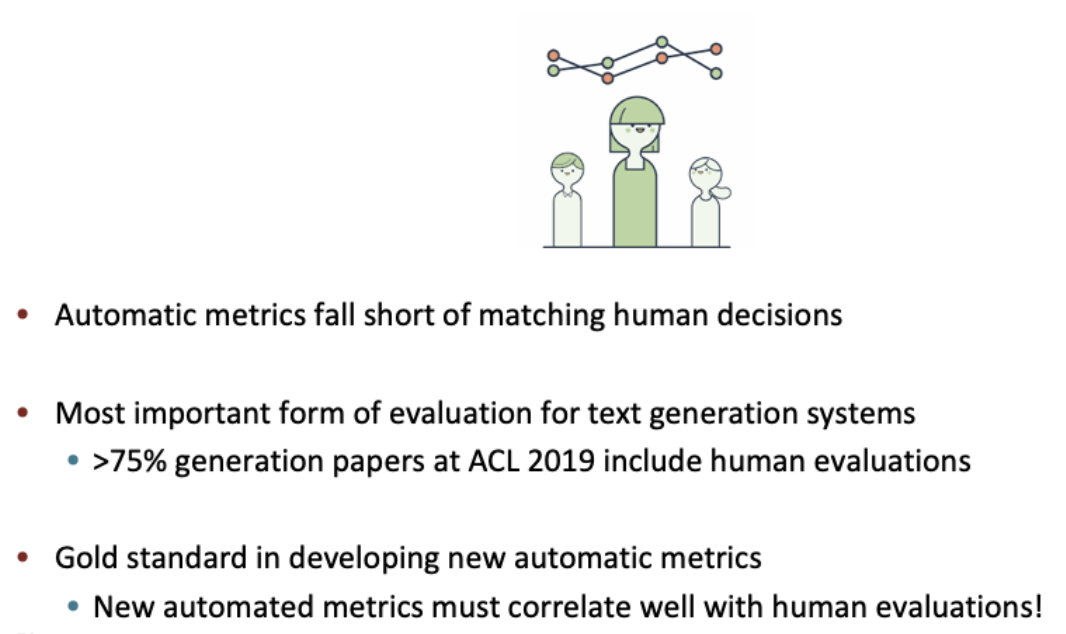 • Automatic metrics fall short of matching human decisions
• Most important form of evaluation for text generation systems
• >75% generation papers at ACL 2019 include human evaluations
• Gold standard in developing new automatic metrics
• New automated metrics must correlate well with human evaluations!